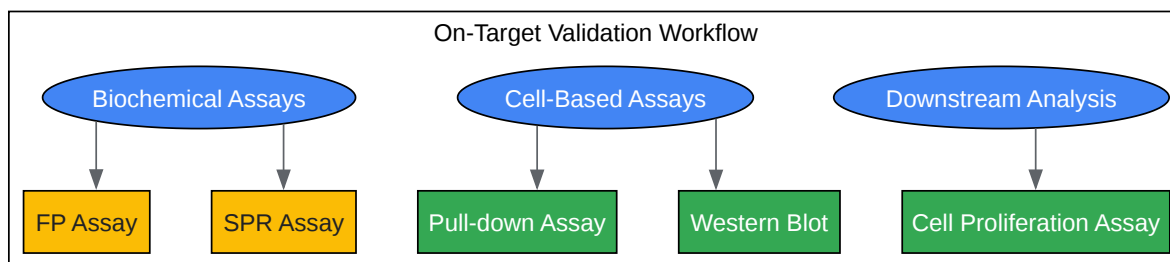 On-Target Validation Workflow
Biochemical Assays
Cell-Based Assays
Downstream Analysis
FP Assay
SPR Assay
Pull-down Assay
Western Blot
Cell Proliferation Assay